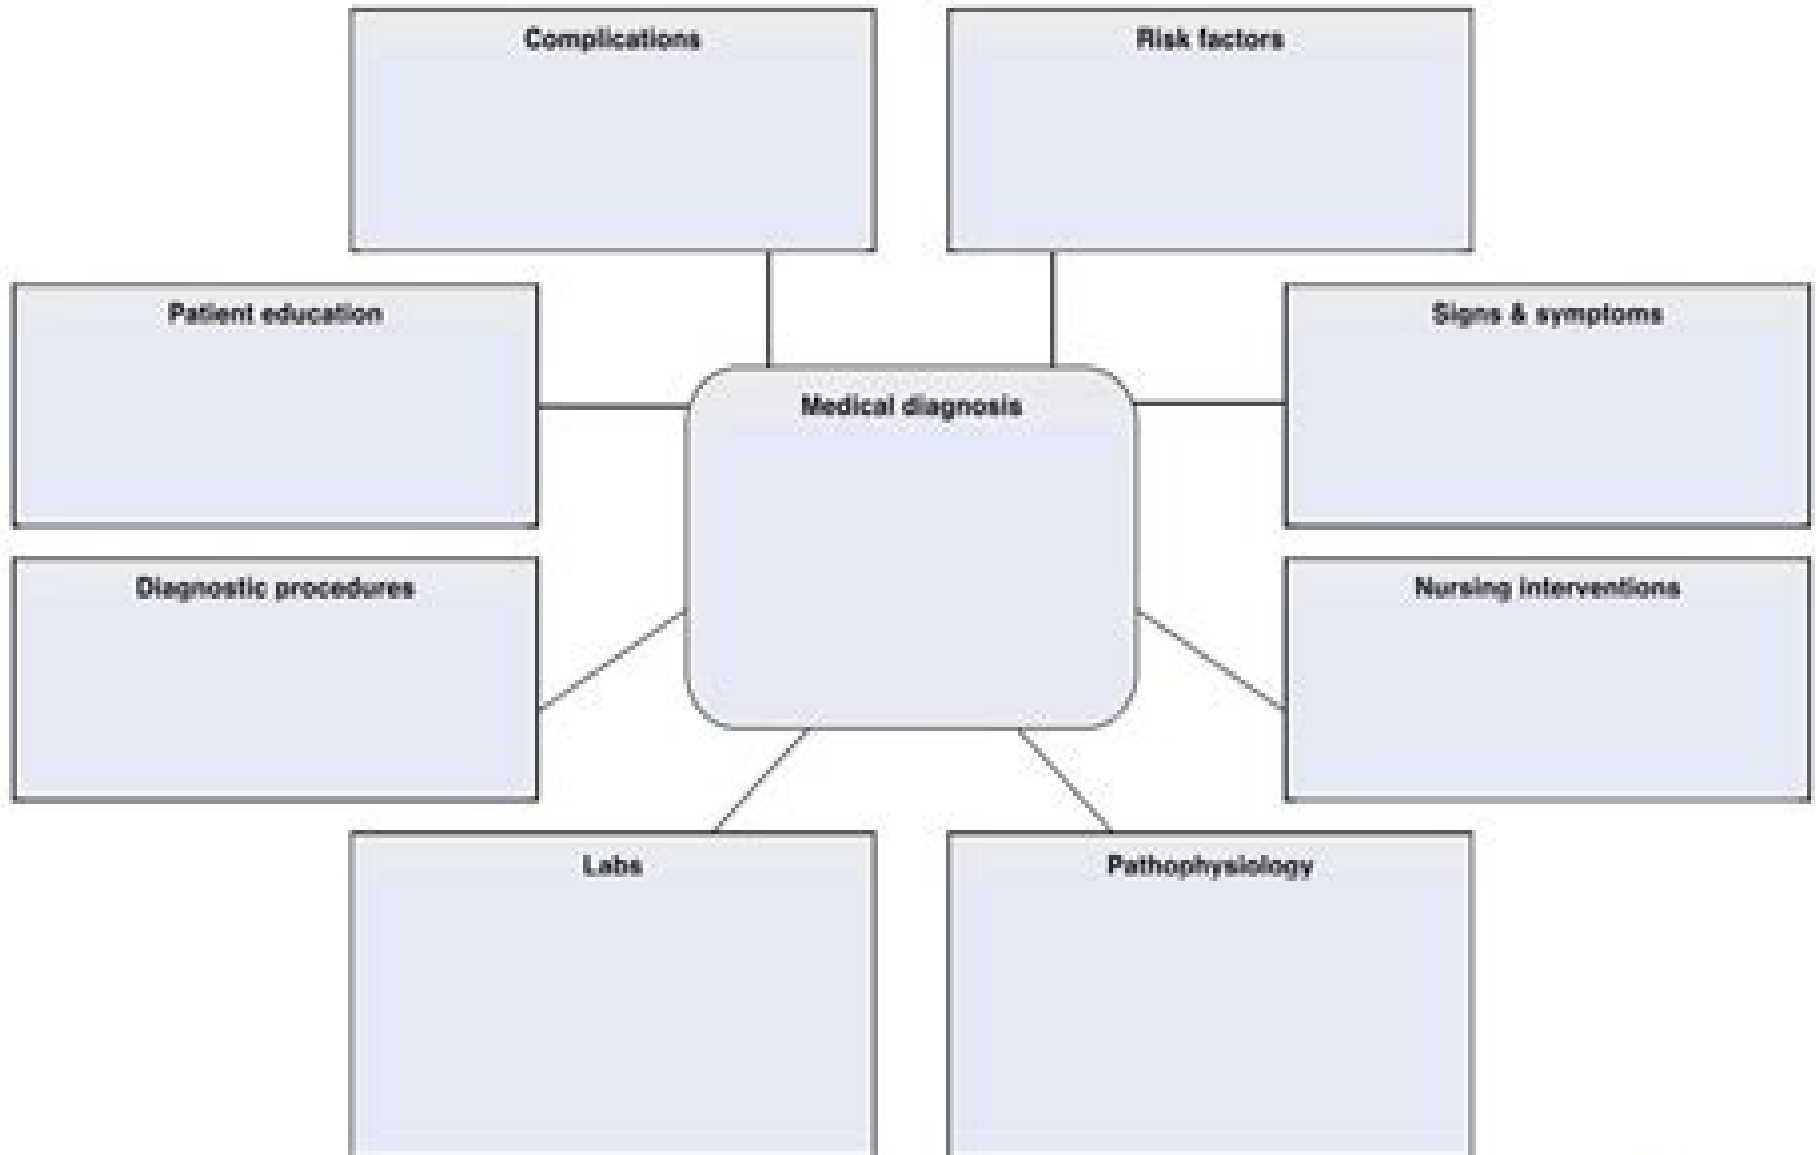 Complications
Risk factors
Patient education
Signs & symptoms
Medical diagnosis
Diagnostic procedures
Nursing interventions
Labs
Pathophysiology